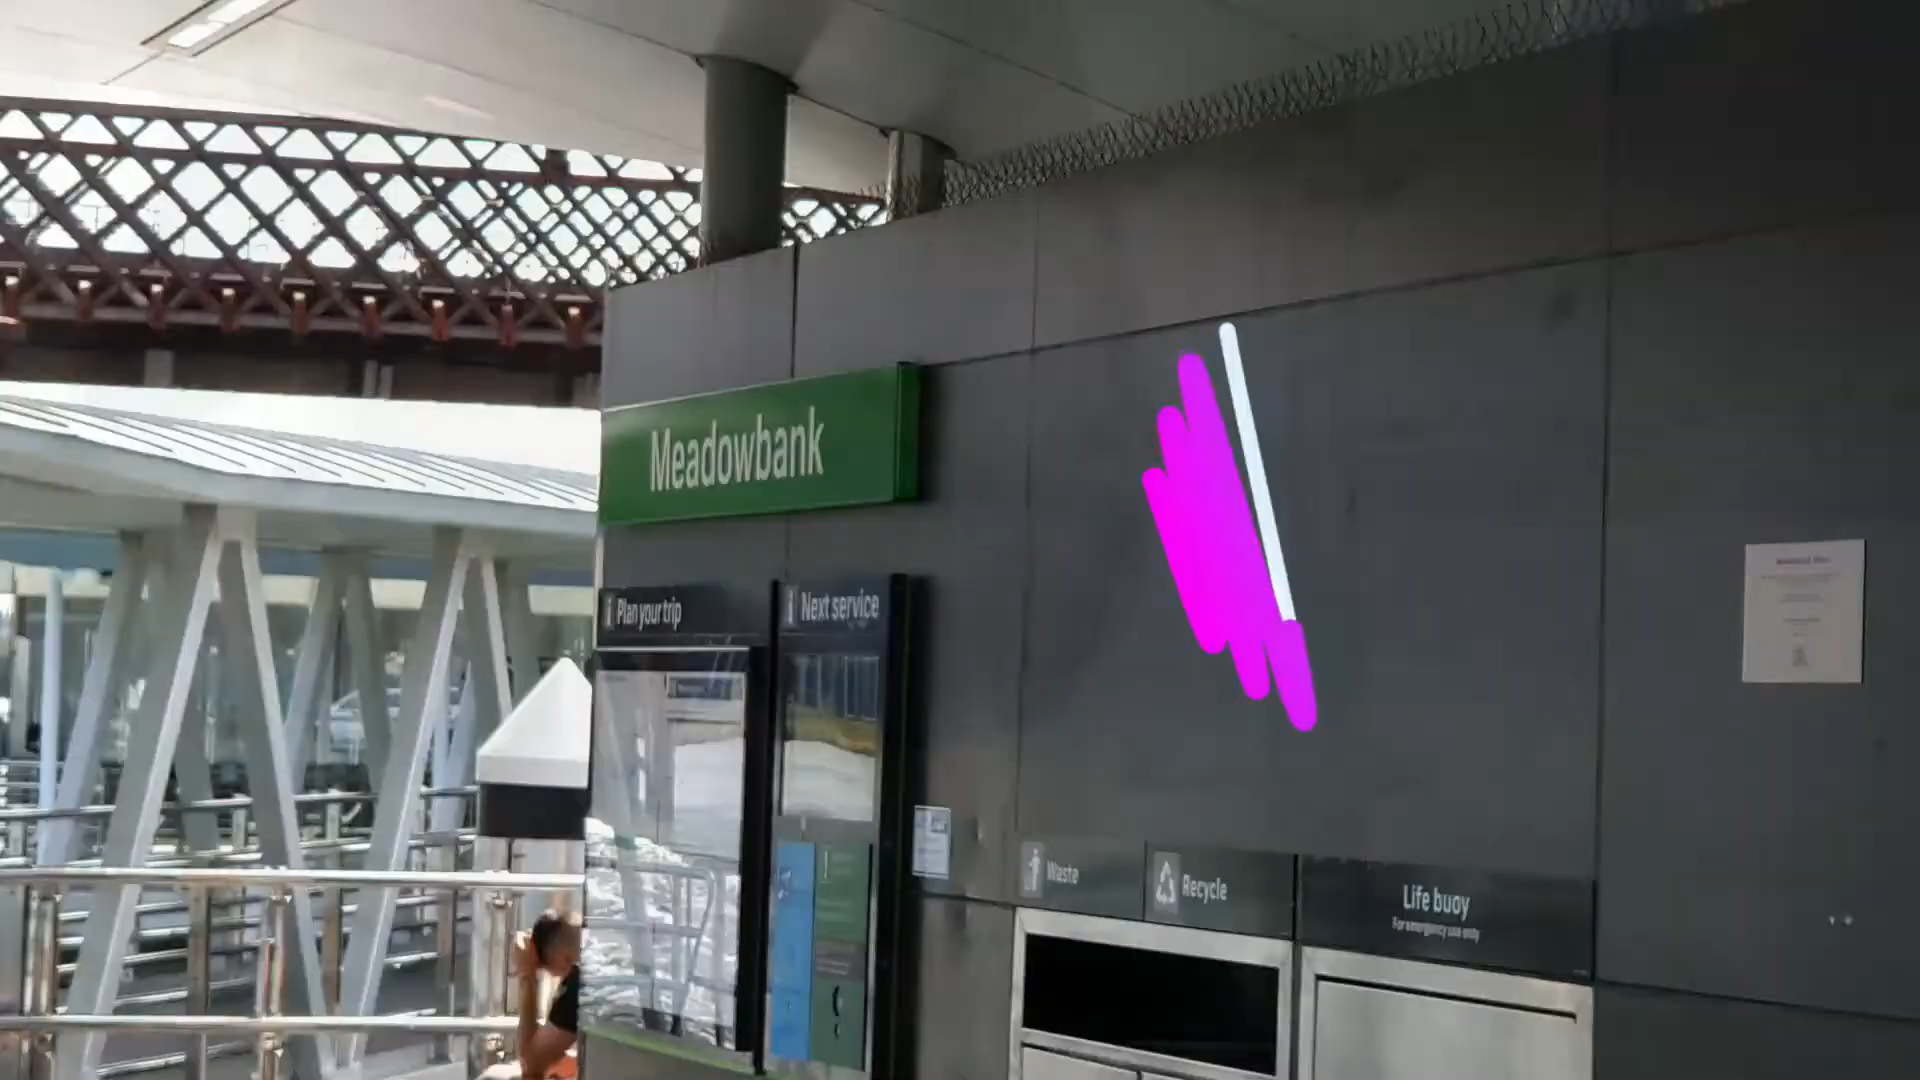 Meadowbank
Plan your trip
Next service
Waste
Recycle
Life buoy
For emergency use only